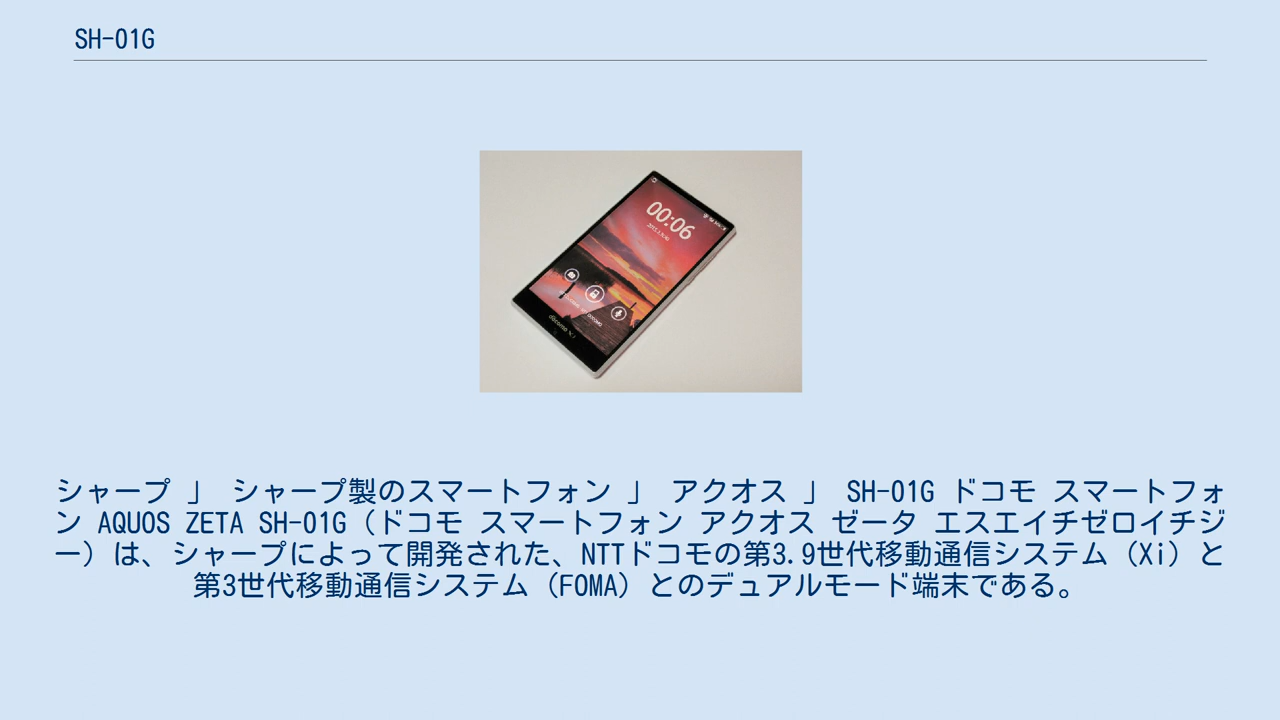 SH-01G
00:06
docomo Xi
シャープ 」 シャープ製のスマートフォン 」 アクオス 」 SH-01G ドコモ スマートフォ
ン AQUOS ZETA SH-01G（ドコモ スマートフォン アクオス ゼータ エスエイチゼロイチジ
ー）は、シャープによって開発された、NTTドコモの第3.9世代移動通信システム（Xi）と
第3世代移動通信システム（FOMA）とのデュアルモード端末である。